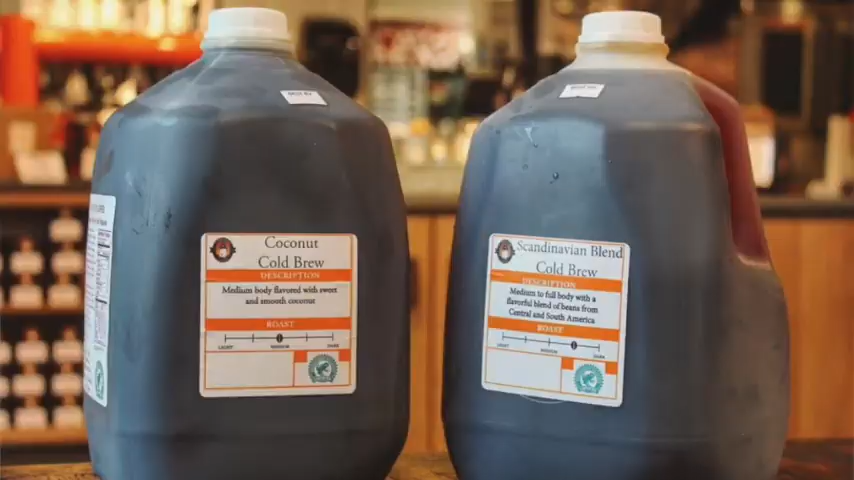 Coconut
Cold Brew
DESCRIPTION
Medium body flavored with sweet
and smooth coconut
ROAST
LIGHT
MEDIUM
DARK
Scandinavian Blend
Cold Brew
DESCRIPTION
Medium to full body with a
flavorful blend of beans from
Central and South America
ROAST
LIGHT
MEDIUM
DARK